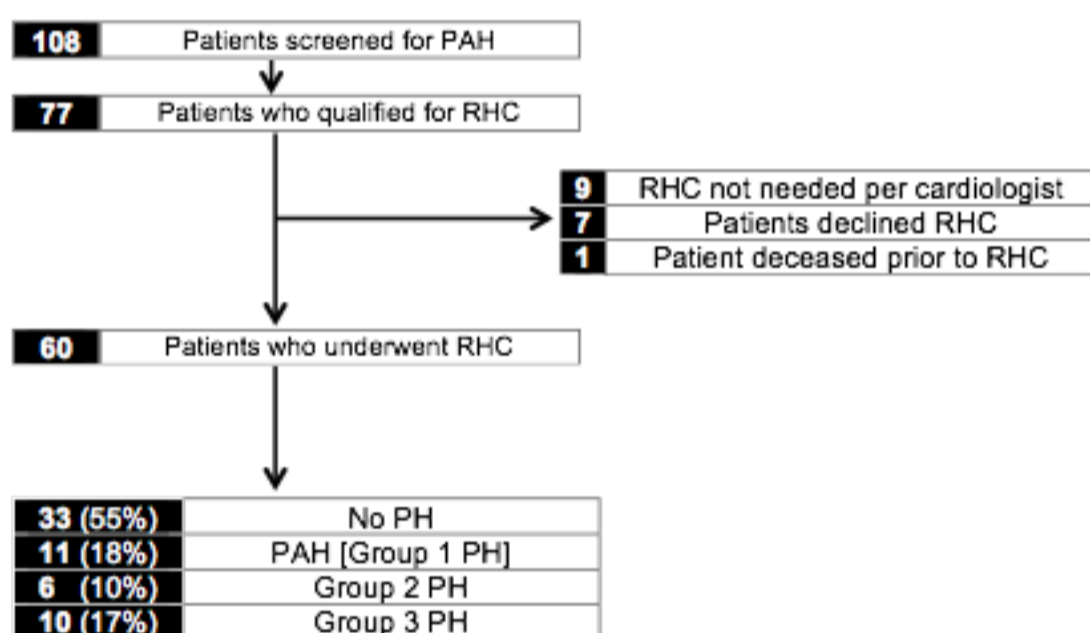 108 Patients screened for PAH
77 Patients who qualified for RHC
9 RHC not needed per cardiologist
7 Patients declined RHC
1 Patient deceased prior to RHC
60 Patients who underwent RHC
33 (55%) No PH
11 (18%) PAH [Group 1 PH]
6 (10%) Group 2 PH
10 (17%) Group 3 PH